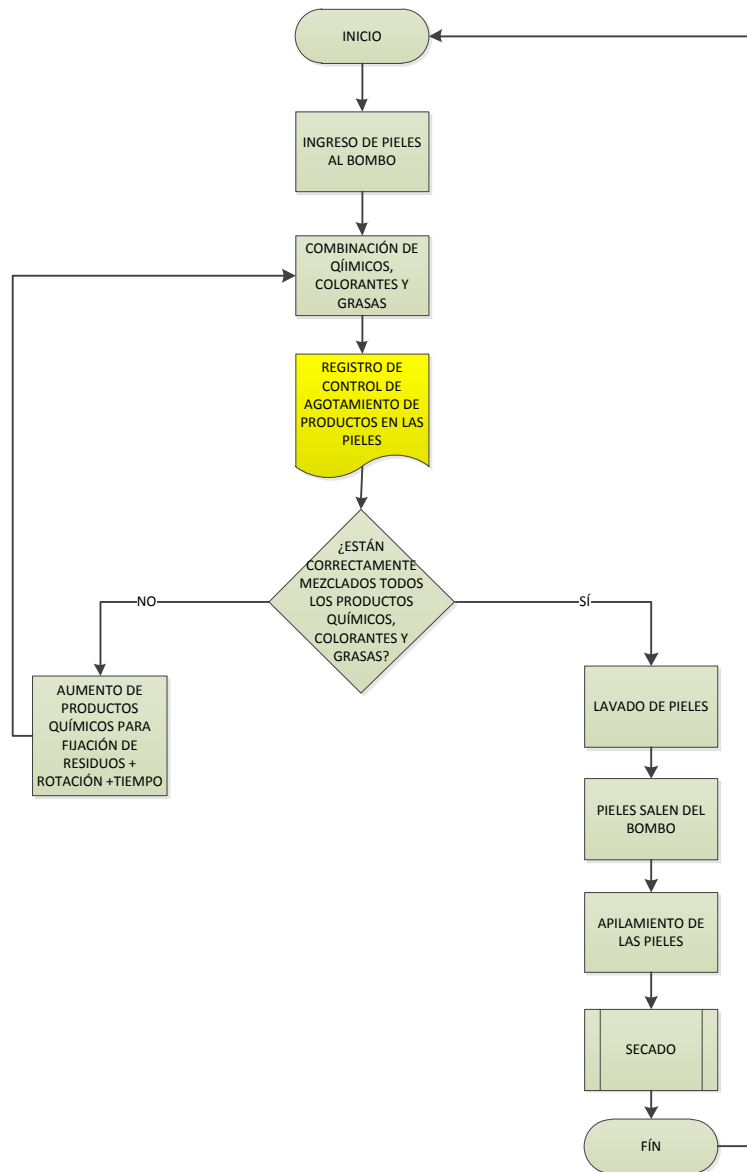 INICIO
INGRESO DE PIELES
AL BOMBO
COMBINACIÓN DE
QÍIMICOS,
COLORANTES Y
GRASAS
REGISTRO DE
CONTROL DE
AGOTAMIENTO DE
PRODUCTOS EN LAS
PIELES
¿ESTÁN
CORRECTAMENTE
MEZCLADOS TODOS
LOS PRODUCTOS
QUÍMICOS,
COLORANTES Y
GRASAS?
NO
SÍ
AUMENTO DE
PRODUCTOS
QUÍMICOS PARA
FIJACIÓN DE
RESIDUOS +
ROTACIÓN +TIEMPO
LAVADO DE PIELES
PIELES SALEN DEL
BOMBO
APILAMIENTO DE
LAS PIELES
SECADO
FÍN